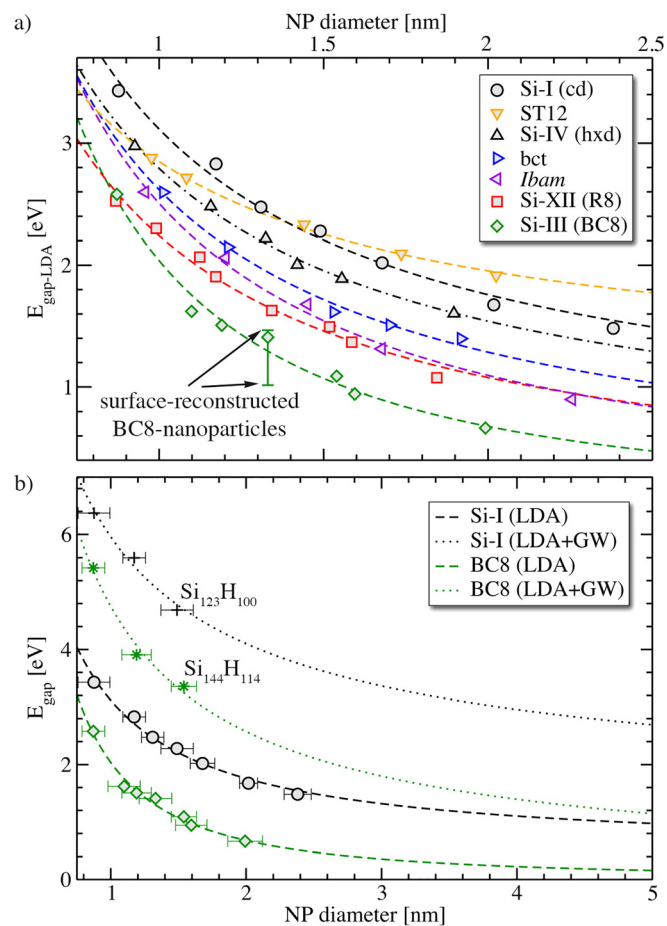 a)
NP diameter [nm]
1 1.5 2 2.5
3
2
1
E_gap-LDA [eV]
Si-I (cd)
ST12
Si-IV (hxd)
bct
Ibam
Si-XII (R8)
Si-III (BC8)
surface-reconstructed
BC8-nanoparticles
b)
6
4
2
0
E_gap [eV]
Si-I (LDA)
Si-I (LDA+GW)
BC8 (LDA)
BC8 (LDA+GW)
Si₁₂₃H₁₀₀
Si₁₄₄H₁₁₄
1 2 3 4 5
NP diameter [nm]